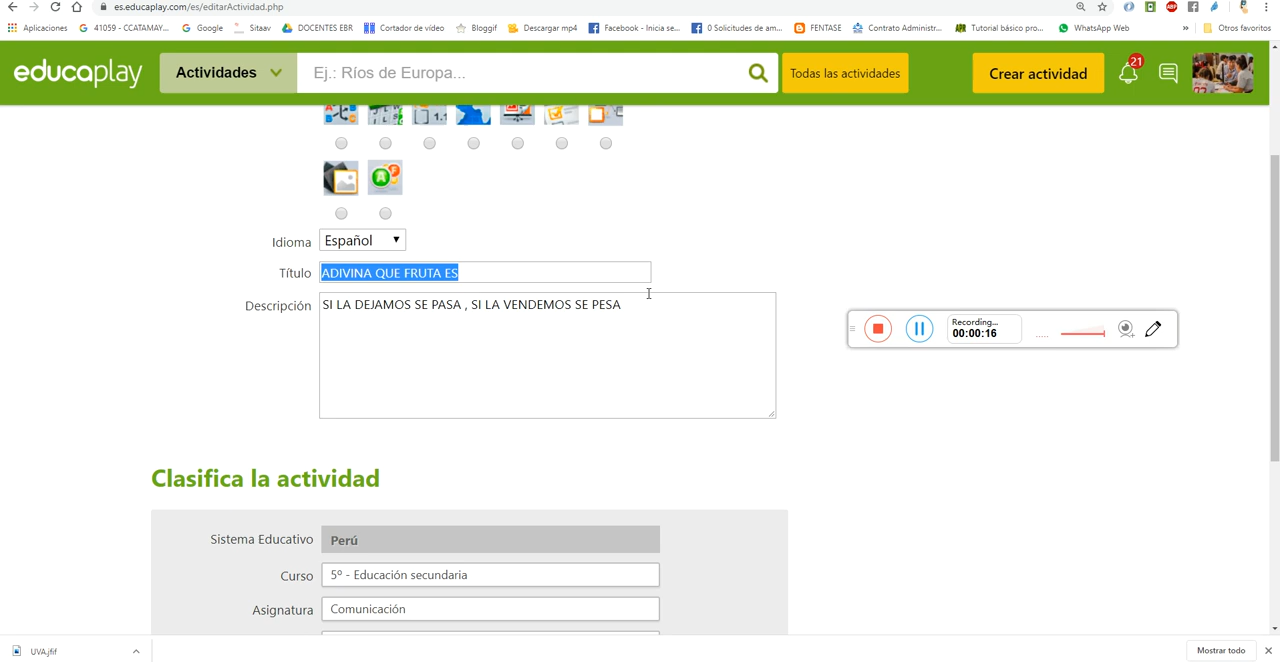 es.educaplay.com/es/editarActividad.php
Aplicaciones 41059 - CCATAMAY... Google Sitaav DOCENTES EBR Cortador de vídeo Bloggif Descargar mp4 Facebook - Inicia se... 0 Solicitudes de am... FENTASE Contrato Administr... Tutorial básico pro... WhatsApp Web » Otros favoritos
educaplay Actividades Ej.: Ríos de Europa... Todas las actividades Crear actividad 21
Idioma Español
Título ADIVINA QUE FRUTA ES
Descripción SI LA DEJAMOS SE PASA , SI LA VENDEMOS SE PESA
Recording...
00:00:16
Clasifica la actividad
Sistema Educativo Perú
Curso 5º - Educación secundaria
Asignatura Comunicación
UVA.jfif Mostrar todo